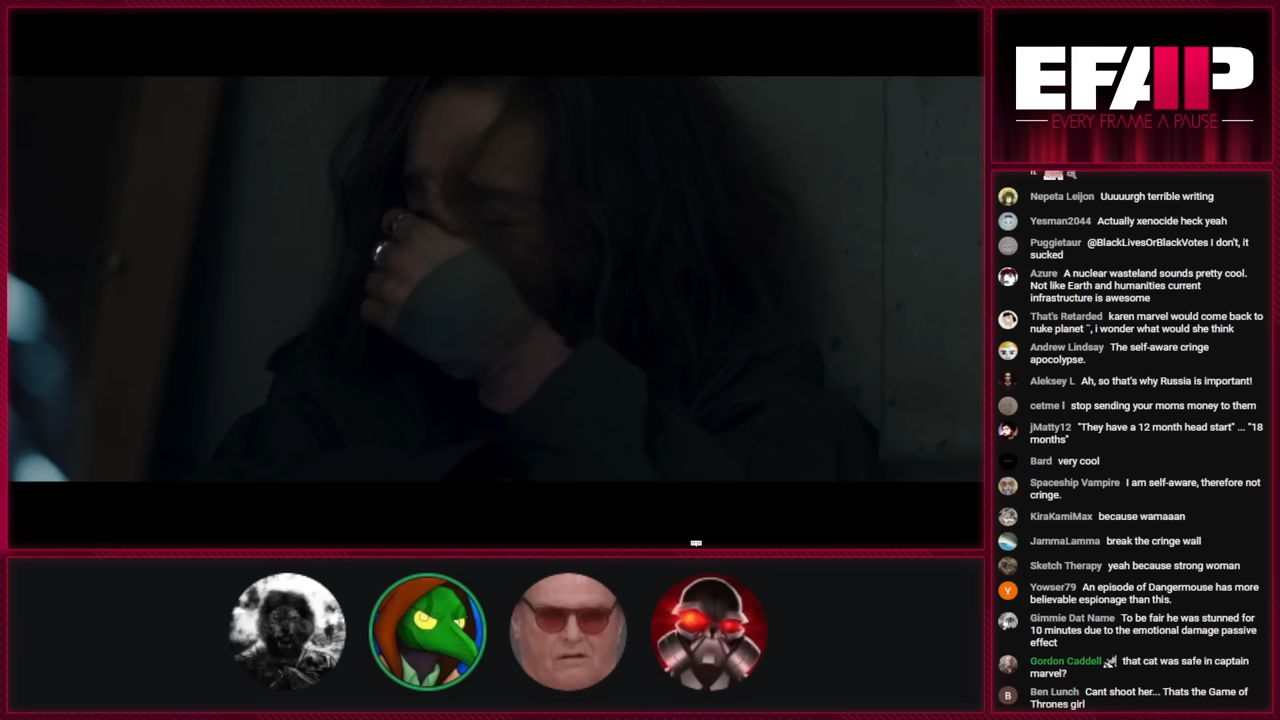 EFAP
EVERY FRAME A PAUSE
Nepeta Leijon Uuuuurgh terrible writing
Yesman2044 Actually xenocide heck yeah
Puggietaur @BlackLivesOrBlackVotes I don't, it
sucked
Azure A nuclear wasteland sounds pretty cool.
Not like Earth and humanities current
infrastructure is awesome
That's Retarded karen marvel would come back to
nuke planet ¨, i wonder what would she think
Andrew Lindsay The self-aware cringe
apocolypse.
Aleksey L Ah, so that's why Russia is important!
cetme l stop sending your moms money to them
jMatty12 "They have a 12 month head start" ... "18
months"
Bard very cool
Spaceship Vampire I am self-aware, therefore not
cringe.
KiraKamiMax because wamaaan
JammaLamma break the cringe wall
Sketch Therapy yeah because strong woman
Y
Yowser79 An episode of Dangermouse has more
believable espionage than this.
Gimmie Dat Name To be fair he was stunned for
10 minutes due to the emotional damage passive
effect
Gordon Caddell that cat was safe in captain
marvel?
B
Ben Lunch Cant shoot her... Thats the Game of
Thrones girl